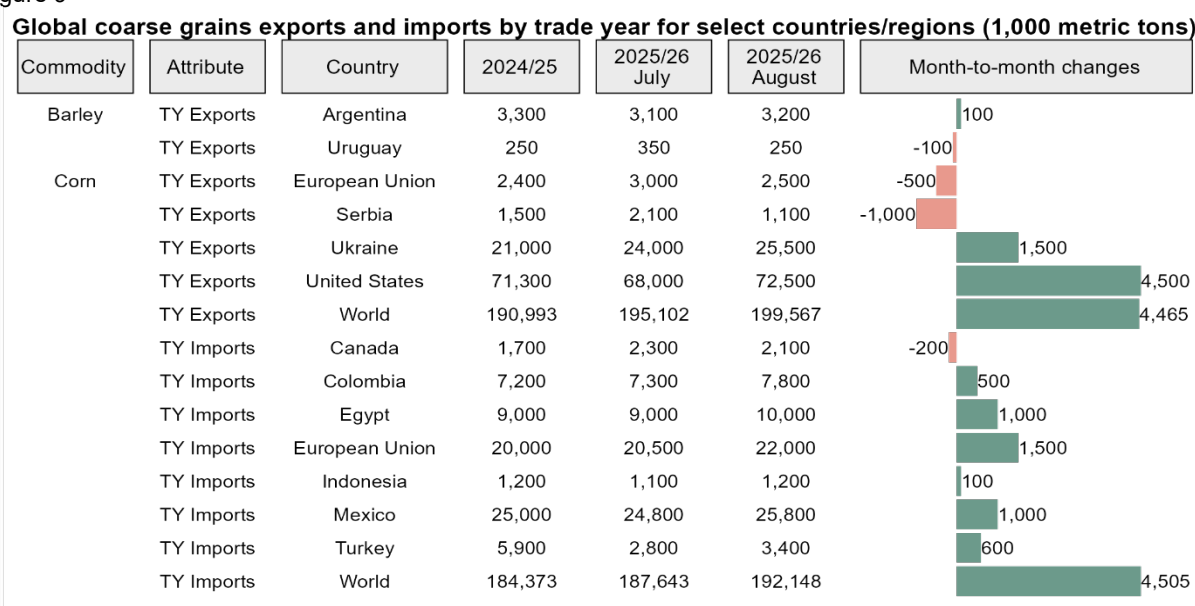 Global coarse grains exports and imports by trade year for select countries/regions (1,000 metric tons)
Commodity Attribute Country 2024/25 2025/26 July 2025/26 August Month-to-month changes
Barley TY Exports Argentina 3,300 3,100 3,200 100
TY Exports Uruguay 250 350 250 -100
Corn TY Exports European Union 2,400 3,000 2,500 -500
TY Exports Serbia 1,500 2,100 1,100 -1,000
TY Exports Ukraine 21,000 24,000 25,500 1,500
TY Exports United States 71,300 68,000 72,500 4,500
TY Exports World 190,993 195,102 199,567 4,465
TY Imports Canada 1,700 2,300 2,100 -200
TY Imports Colombia 7,200 7,300 7,800 500
TY Imports Egypt 9,000 9,000 10,000 1,000
TY Imports European Union 20,000 20,500 22,000 1,500
TY Imports Indonesia 1,200 1,100 1,200 100
TY Imports Mexico 25,000 24,800 25,800 1,000
TY Imports Turkey 5,900 2,800 3,400 600
TY Imports World 184,373 187,643 192,148 4,505